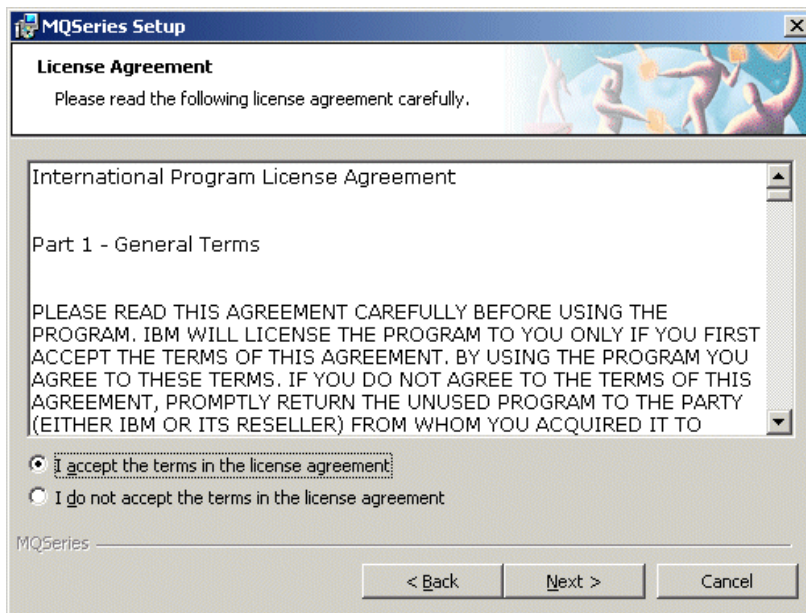 MQSeries Setup
License Agreement
Please read the following license agreement carefully.
International Program License Agreement
Part 1 - General Terms
PLEASE READ THIS AGREEMENT CAREFULLY BEFORE USING THE
PROGRAM. IBM WILL LICENSE THE PROGRAM TO YOU ONLY IF YOU FIRST
ACCEPT THE TERMS OF THIS AGREEMENT. BY USING THE PROGRAM YOU
AGREE TO THESE TERMS. IF YOU DO NOT AGREE TO THE TERMS OF THIS
AGREEMENT, PROMPTLY RETURN THE UNUSED PROGRAM TO THE PARTY
(EITHER IBM OR ITS RESELLER) FROM WHOM YOU ACQUIRED IT TO
I accept the terms in the license agreement
I do not accept the terms in the license agreement
MQSeries
< Back Next > Cancel